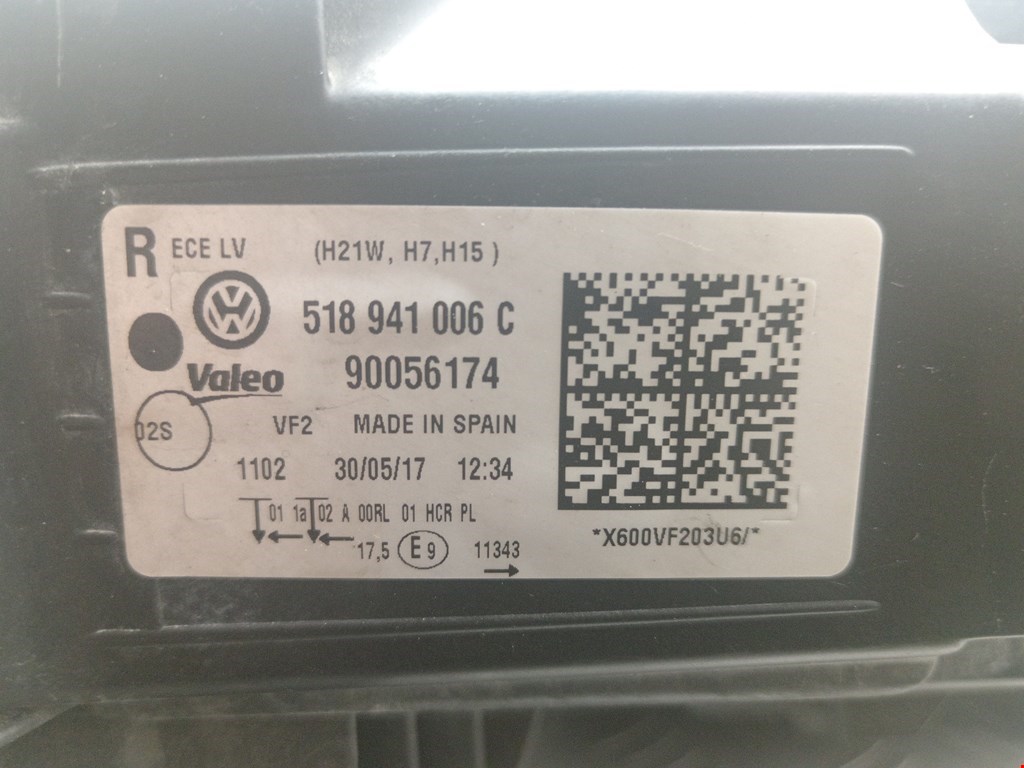 R ECE LV (H21W, H7,H15 )
518 941 006 C
Valeo 90056174
02S VF2 MADE IN SPAIN
1102 30/05/17 12:34
01 1a 02 A 00RL 01 HCR PL
17,5 E9 11343
*X600VF203U6/*